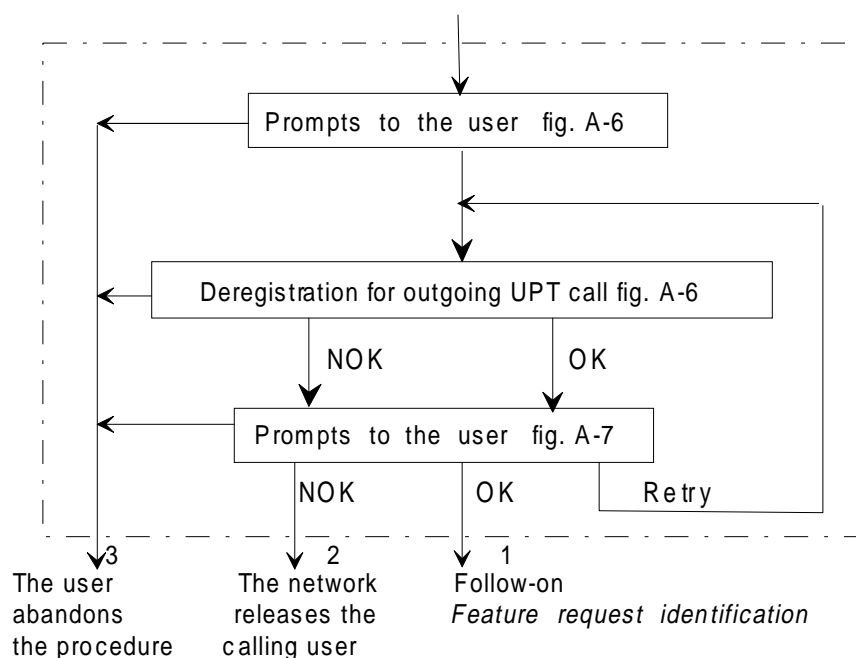 Prompts to the user fig. A-6
Deregistration for outgoing UPT call fig. A-6
NOK
OK
Prompts to the user fig. A-7
NOK
OK
Retry
3
2
1
The user
abandons
the procedure
The network
releases the
calling user
Follow-on
Feature request identification